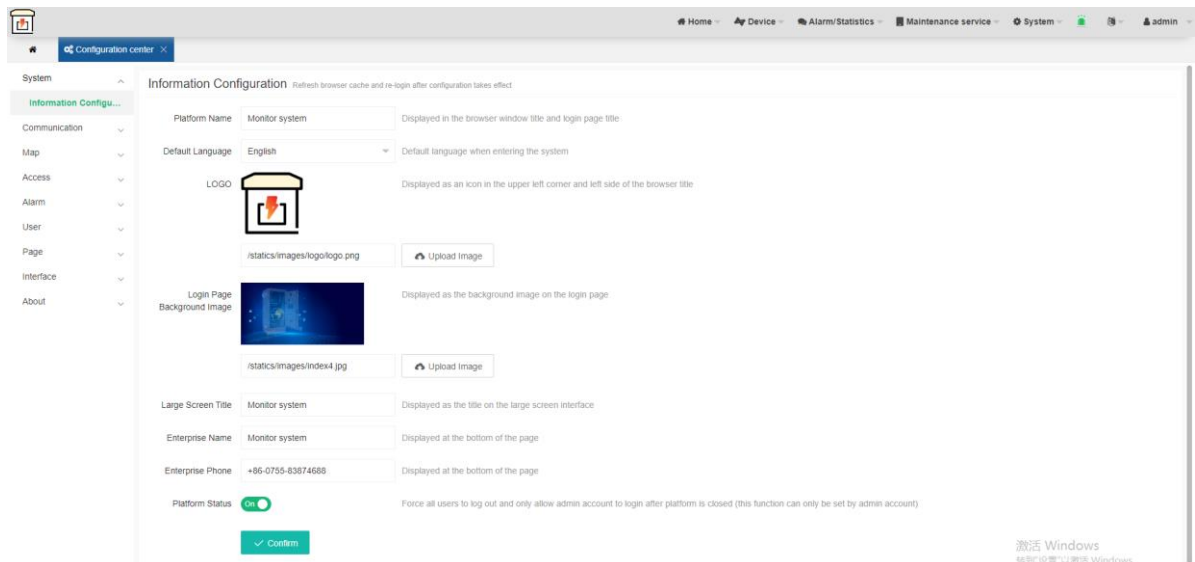 Home Device Alarm/Statistics Maintenance service System admin
Configuration center
System
Information Configu...
Communication
Map
Access
Alarm
User
Page
Interface
About
Information Configuration Refresh browser cache and re-login after configuration takes effect
Platform Name Monitor system Displayed in the browser window title and login page title
Default Language English Default language when entering the system
LOGO Displayed as an icon in the upper left corner and left side of the browser title
/statics/images/logo/logo.png Upload Image
Login Page Displayed as the background image on the login page
Background Image
/statics/images/index4.jpg Upload Image
Large Screen Title Monitor system Displayed as the title on the large screen interface
Enterprise Name Monitor system Displayed at the bottom of the page
Enterprise Phone +86-0755-83874688 Displayed at the bottom of the page
Platform Status On Force all users to log out and only allow admin account to login after platform is closed (this function can only be set by admin account)
Confirm
激活 Windows
转到"设置"以激活 Windows